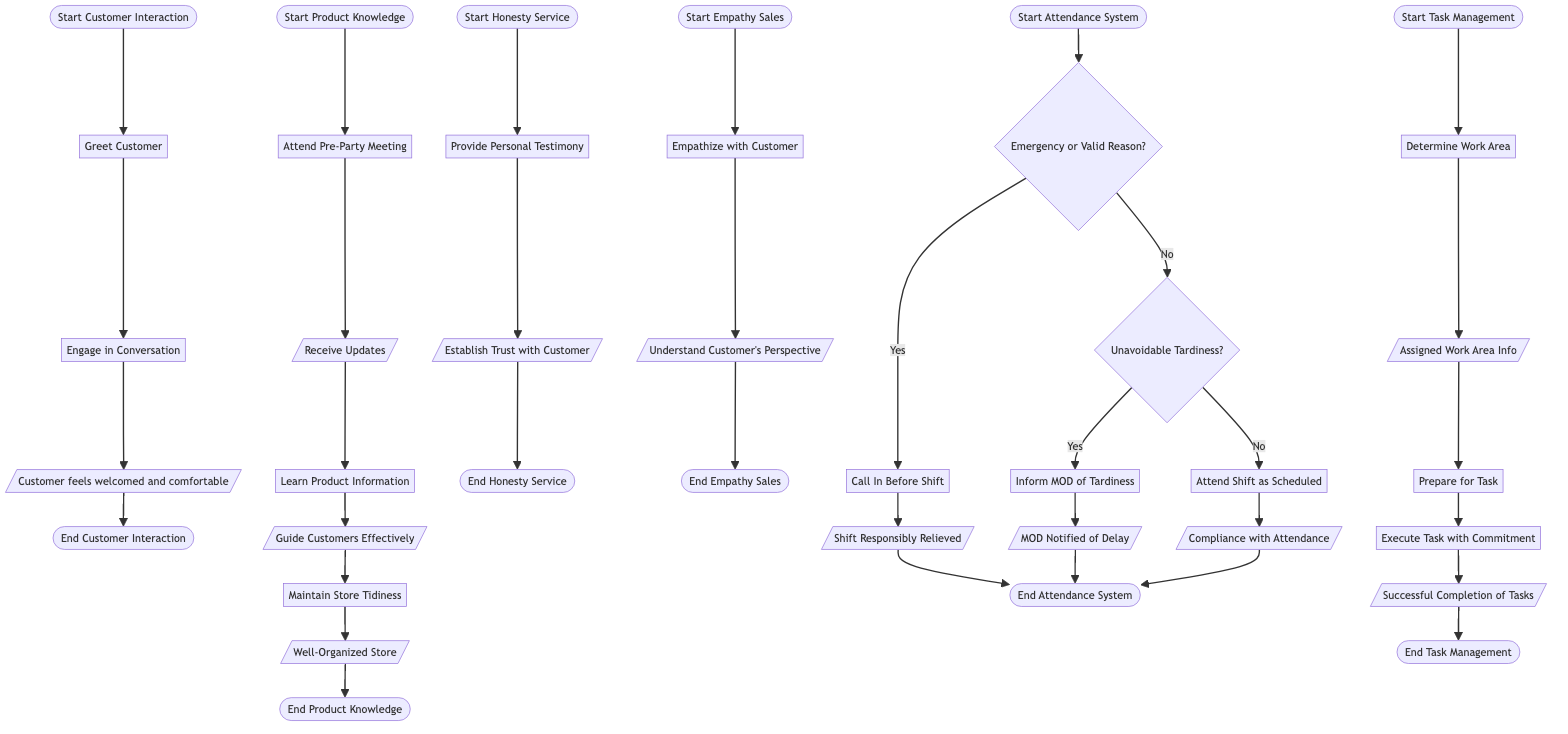 Start Customer Interaction
Greet Customer
Engage in Conversation
Customer feels welcomed and comfortable
End Customer Interaction
Start Product Knowledge
Attend Pre-Party Meeting
Receive Updates
Learn Product Information
Guide Customers Effectively
Maintain Store Tidiness
Well-Organized Store
End Product Knowledge
Start Honesty Service
Provide Personal Testimony
Establish Trust with Customer
End Honesty Service
Start Empathy Sales
Empathize with Customer
Understand Customer's Perspective
End Empathy Sales
Start Attendance System
Emergency or Valid Reason?
Yes
No
Unavoidable Tardiness?
Yes
No
Call In Before Shift
Inform MOD of Tardiness
Attend Shift as Scheduled
Shift Responsibly Relieved
MOD Notified of Delay
Compliance with Attendance
End Attendance System
Start Task Management
Determine Work Area
Assigned Work Area Info
Prepare for Task
Execute Task with Commitment
Successful Completion of Tasks
End Task Management